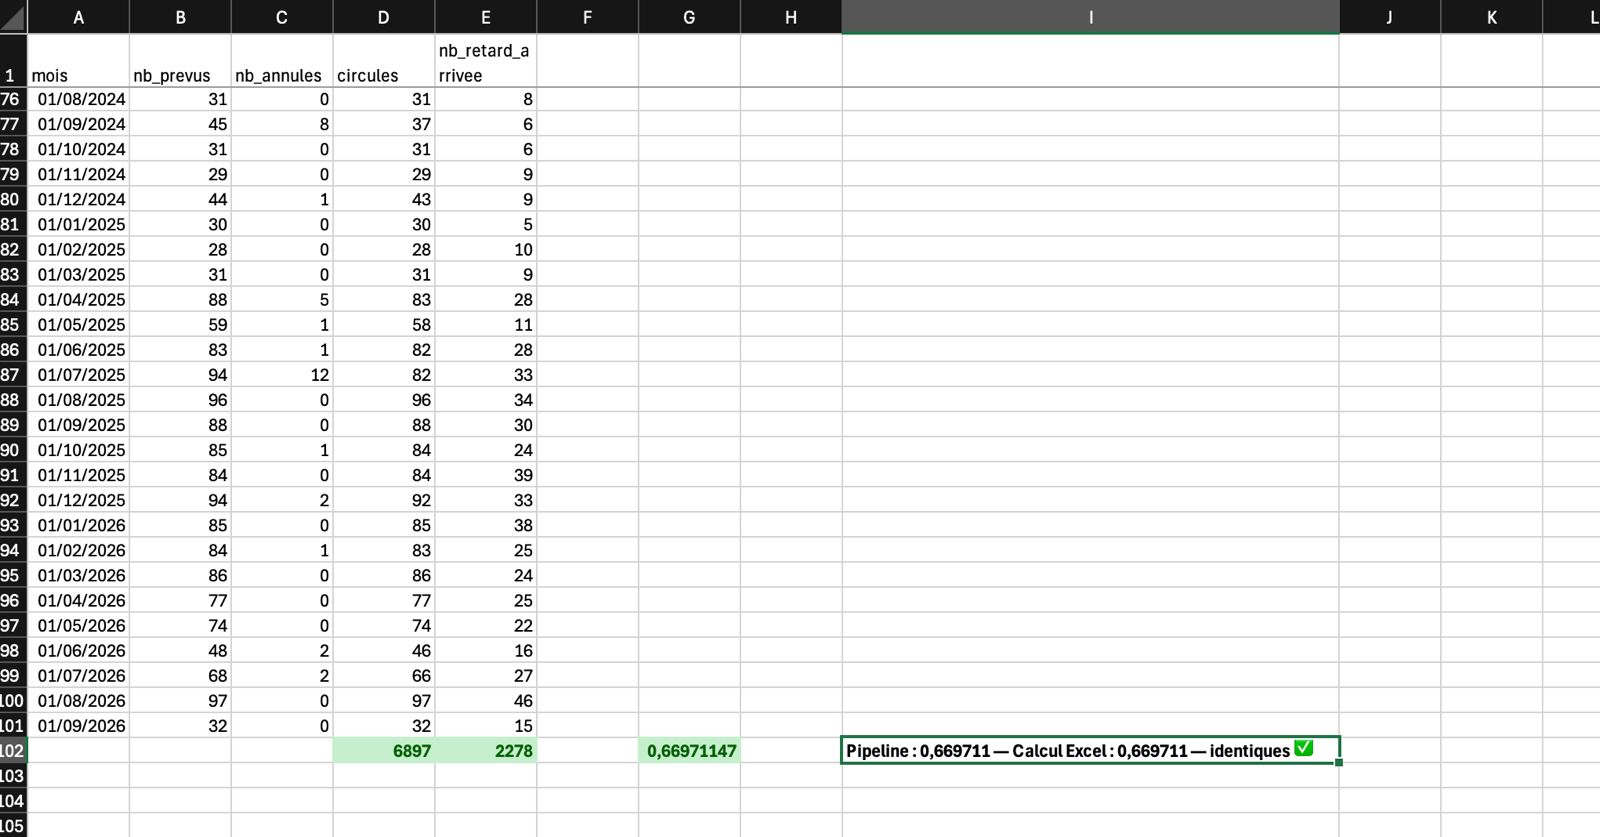 A B C D E F G H I J K L
nb_retard_a
1 mois nb_prevus nb_annules circules rrivee
76 01/08/2024 31 0 31 8
77 01/09/2024 45 8 37 6
78 01/10/2024 31 0 31 6
79 01/11/2024 29 0 29 9
80 01/12/2024 44 1 43 9
81 01/01/2025 30 0 30 5
82 01/02/2025 28 0 28 10
83 01/03/2025 31 0 31 9
84 01/04/2025 88 5 83 28
85 01/05/2025 59 1 58 11
86 01/06/2025 83 1 82 28
87 01/07/2025 94 12 82 33
88 01/08/2025 96 0 96 34
89 01/09/2025 88 0 88 30
90 01/10/2025 85 1 84 24
91 01/11/2025 84 0 84 39
92 01/12/2025 94 2 92 33
93 01/01/2026 85 0 85 38
94 01/02/2026 84 1 83 25
95 01/03/2026 86 0 86 24
96 01/04/2026 77 0 77 25
97 01/05/2026 74 0 74 22
98 01/06/2026 48 2 46 16
99 01/07/2026 68 2 66 27
100 01/08/2026 97 0 97 46
101 01/09/2026 32 0 32 15
102 6897 2278 0,66971147 Pipeline : 0,669711 — Calcul Excel : 0,669711 — identiques ✅
103
104
105